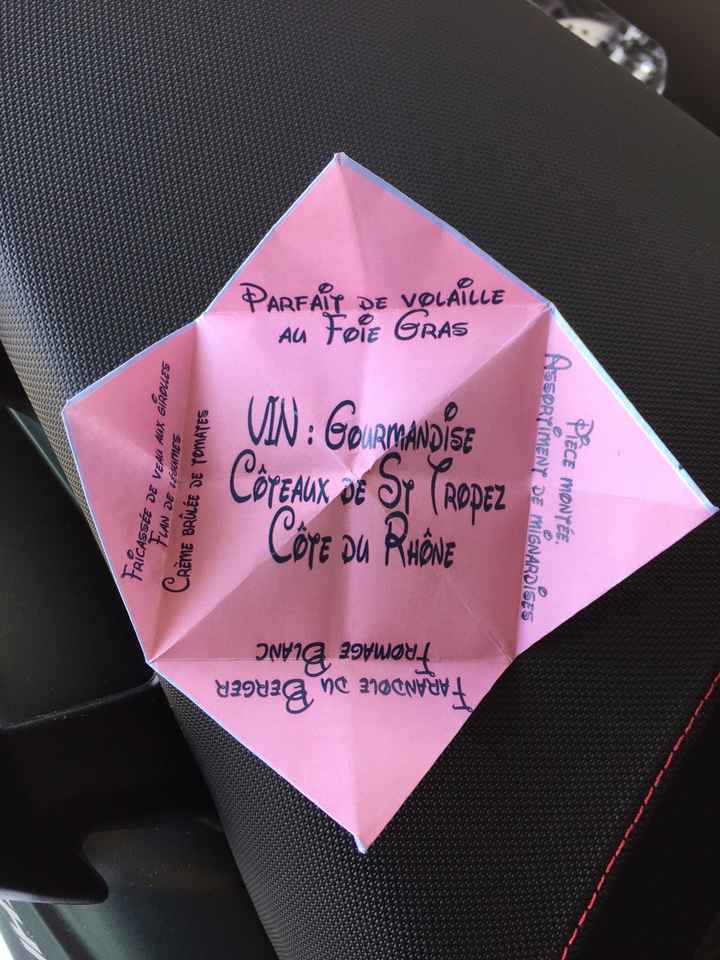 Parfait de volaille
au Foie Gras
Fricassée de veau aux girolles
Flan de légumes
Crème brûlée de tomates
VIN : Gourmandise
Côteaux de St Tropez
Côte du Rhône
Pièce montée.
Assortiment de mignardises
Farandole du Berger
Fromage Blanc